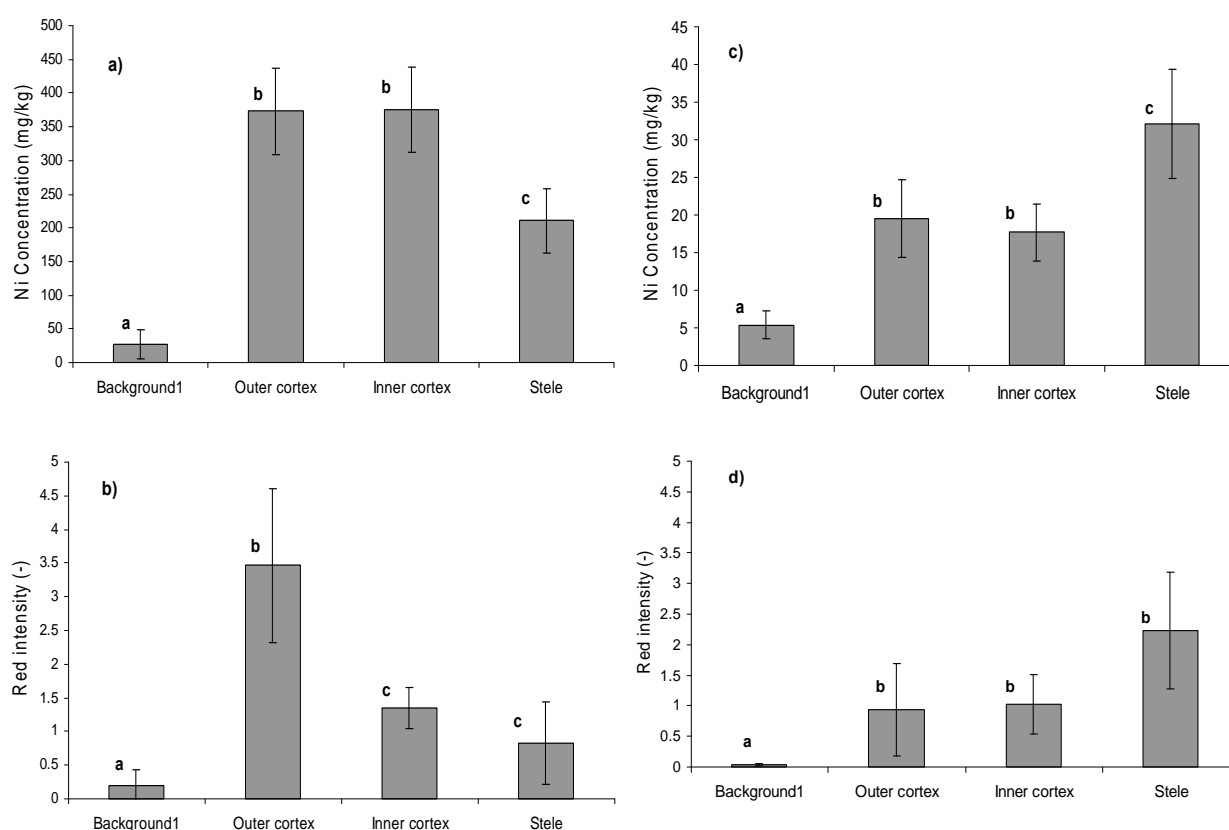 500
450
400
350
300
250
200
150
100
50
0
Ni Concentration (mg/kg)
a)
a
b
b
c
Background1
Outer cortex
Inner cortex
Stele
45
40
35
30
25
20
15
10
5
0
Ni Concentration (mg/kg)
c)
a
b
b
c
Background1
Outer cortex
Inner cortex
Stele
5
4.5
4
3.5
3
2.5
2
1.5
1
0.5
0
Red intensity (-)
b)
a
b
c
c
Background1
Outer cortex
Inner cortex
Stele
5
4.5
4
3.5
3
2.5
2
1.5
1
0.5
0
Red intensity (-)
d)
a
b
b
b
Background1
Outer cortex
Inner cortex
Stele